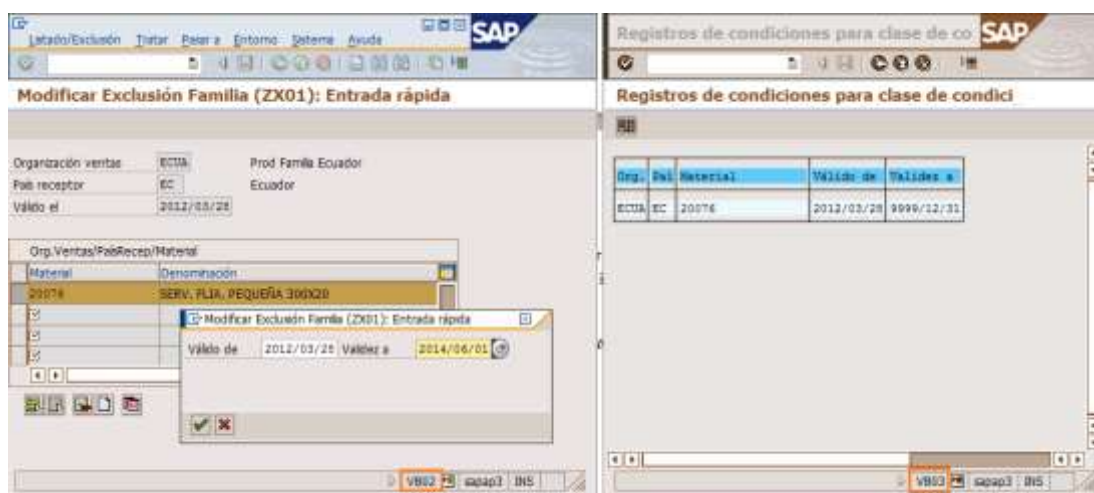 Listado/Exclusión Tratar Pasar a Entorno Sistema Ayuda
SAP
Modificar Exclusión Familia (ZX01): Entrada rápida
Organización ventas ECUA Prod Familia Ecuador
País receptor EC Ecuador
Válido el 2012/03/28
Org.Ventas/PaísRecep/Material
Material Denominación
20076 SERV. FLIA. PEQUEÑA 300X20
Modificar Exclusión Familia (ZX01): Entrada rápida
Válido de 2012/03/28 Validez a 2014/06/01
VB02 sapap3 INS
Registros de condiciones para clase de co
SAP
Registros de condiciones para clase de condici
Org. Paí Material Válido de Validez a
ECUA EC 20076 2012/03/28 9999/12/31
VB03 sapap3 INS